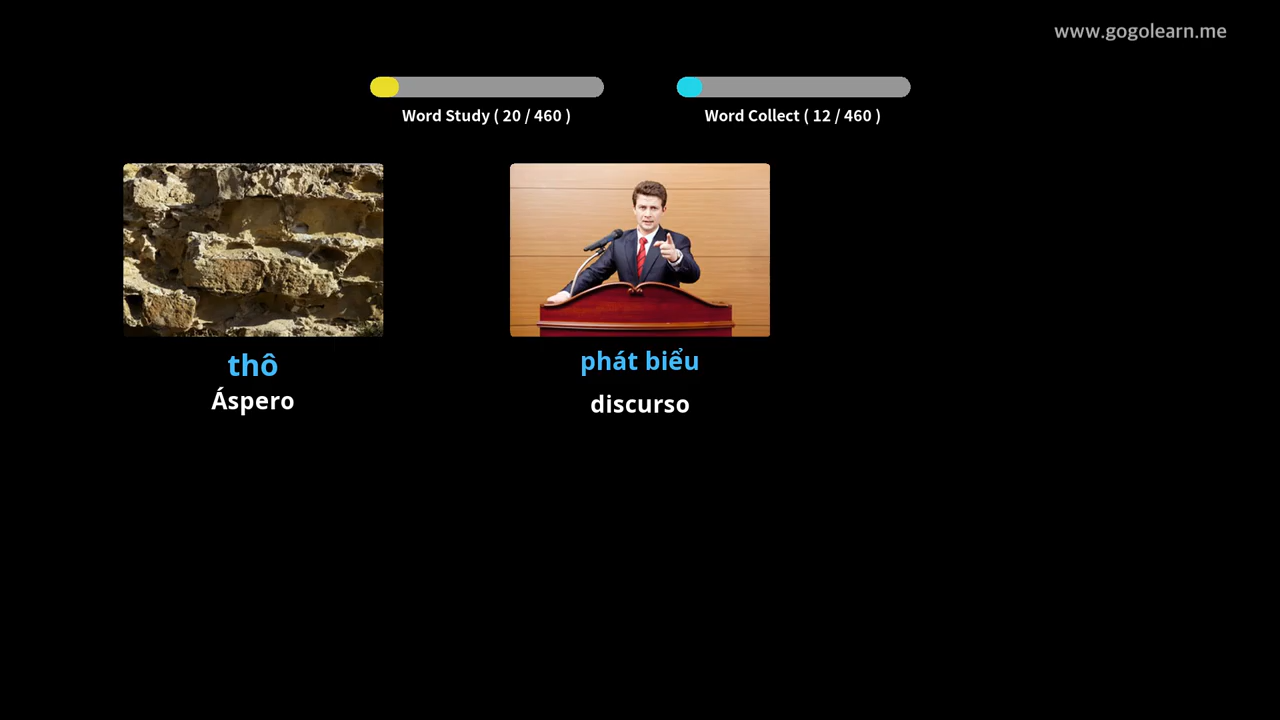 www.gogolearn.me
Word Study ( 20 / 460 )
Word Collect ( 12 / 460 )
thô
Áspero
phát biểu
discurso